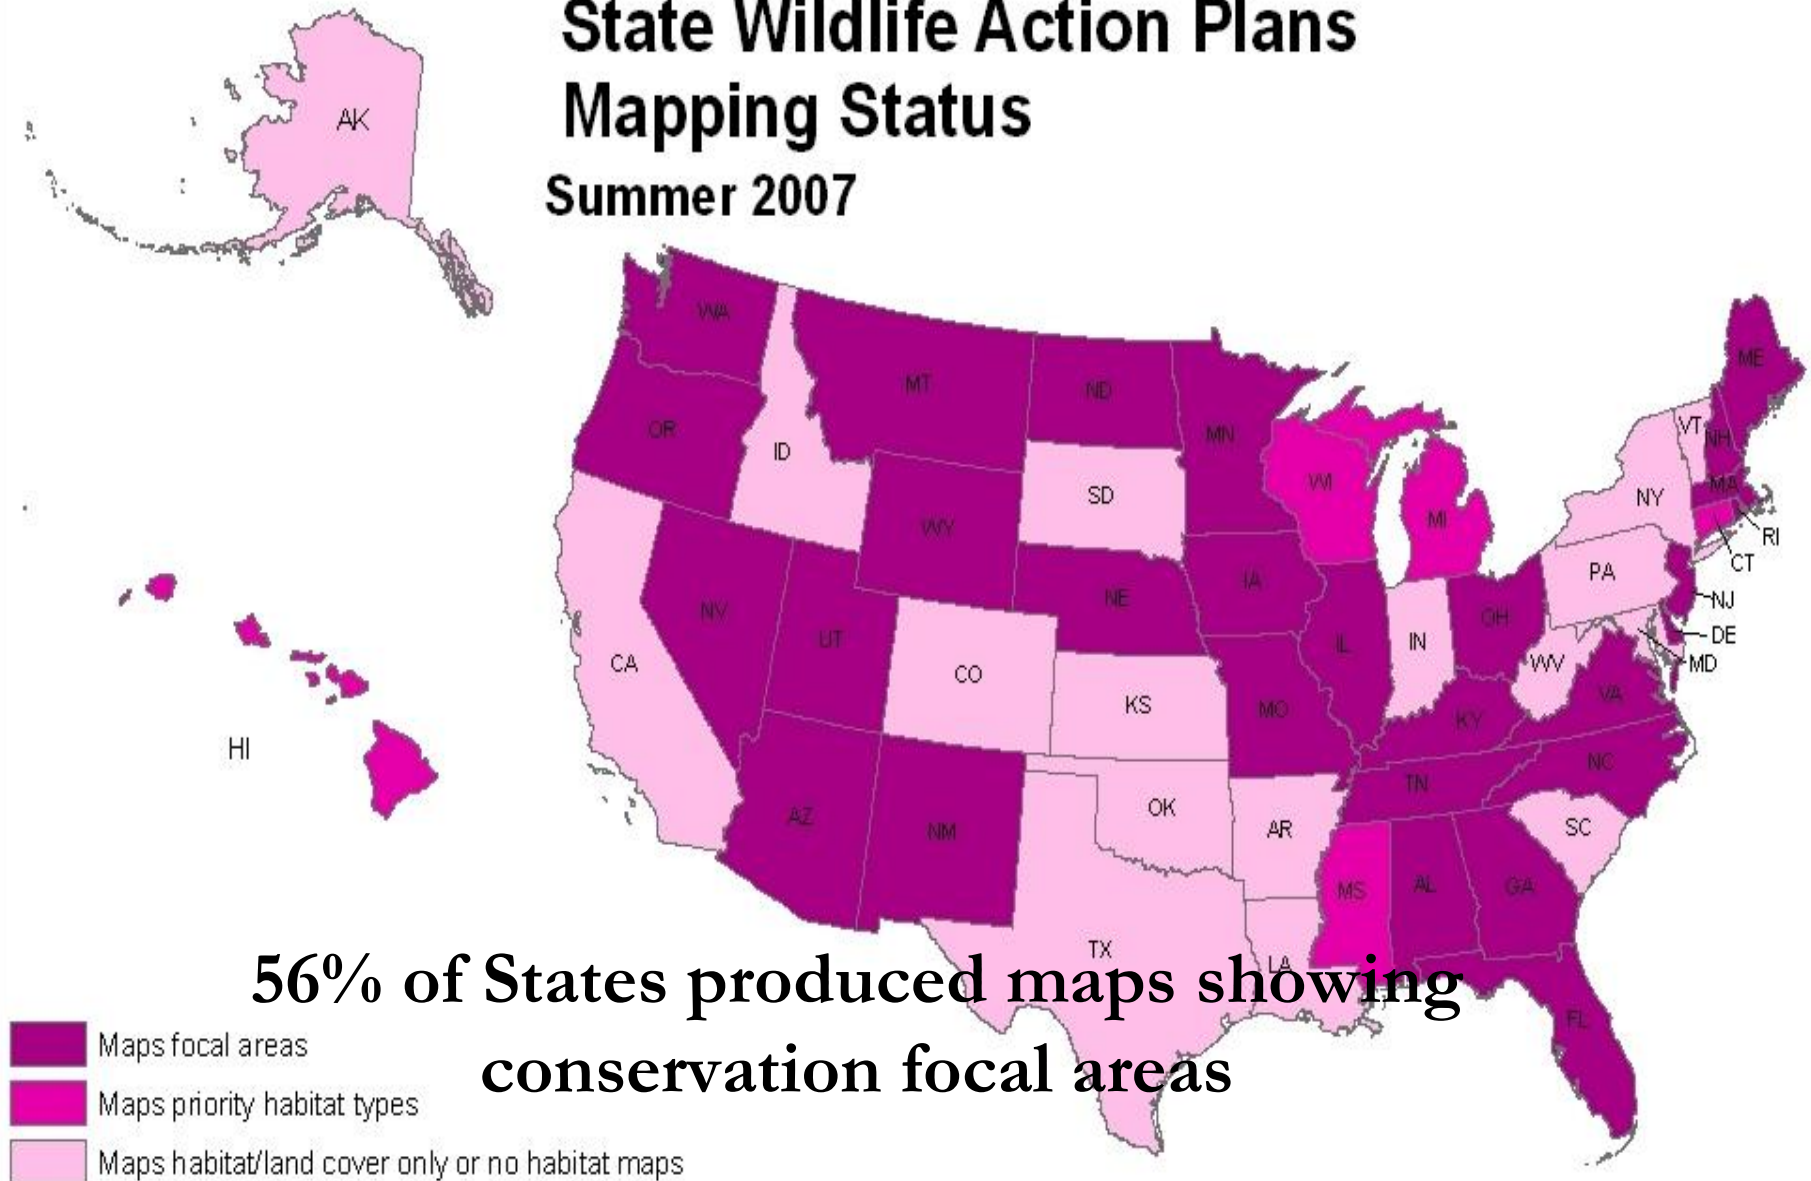 State Wildlife Action Plans
Mapping Status
Summer 2007
AK
WA
MT
ND
ME
OR
ID
MN
VT
NH
SD
WI
NY
MA
MI
RI
WY
CT
PA
IA
NE
NJ
NV
UT
OH
DE
IL
IN
CA
CO
WV
MD
KS
VA
MO
KY
HI
NC
TN
AZ
NM
OK
AR
SC
MS
AL
GA
TX
LA
56% of States produced maps showing
conservation focal areas
FL
Maps focal areas
Maps priority habitat types
Maps habitat/land cover only or no habitat maps